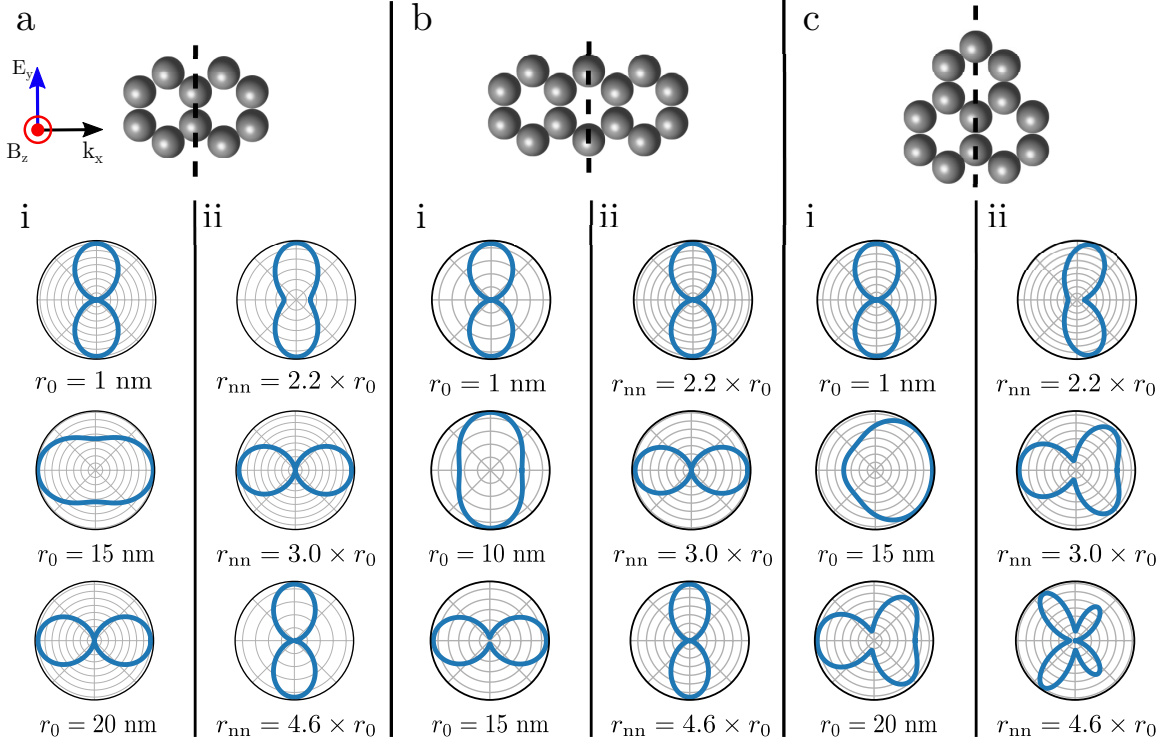 a b c
E_y
B_z k_x
i ii i ii i ii
r_0 = 1 nm r_nn = 2.2 × r_0 r_0 = 1 nm r_nn = 2.2 × r_0 r_0 = 1 nm r_nn = 2.2 × r_0
r_0 = 15 nm r_nn = 3.0 × r_0 r_0 = 10 nm r_nn = 3.0 × r_0 r_0 = 15 nm r_nn = 3.0 × r_0
r_0 = 20 nm r_nn = 4.6 × r_0 r_0 = 15 nm r_nn = 4.6 × r_0 r_0 = 20 nm r_nn = 4.6 × r_0